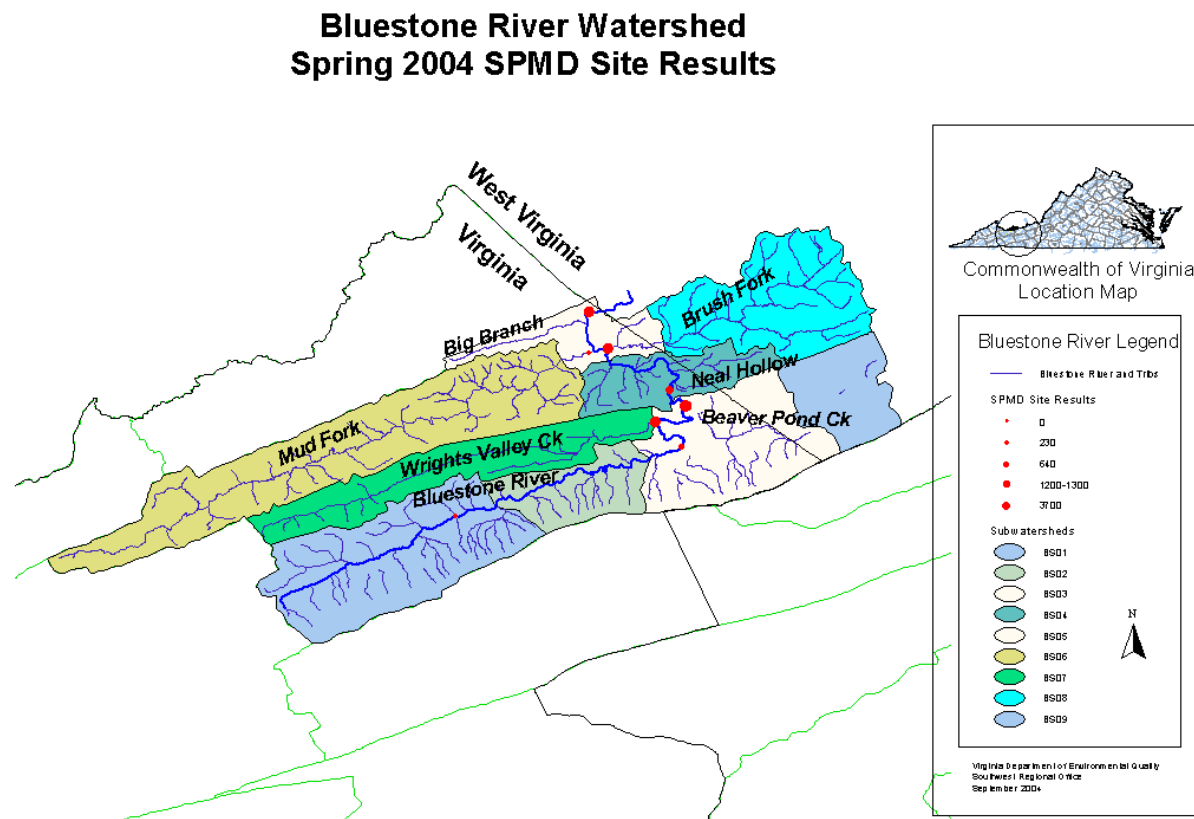 Bluestone River Watershed
Spring 2004 SPMD Site Results
West Virginia
Virginia
Big Branch
Brush Fork
Neal Hollow
Beaver Pond Ck
Mud Fork
Wrights Valley Ck
Bluestone River
Commonwealth of Virginia
Location Map
Bluestone River Legend
Bluestone River and Tribs
SPMD Site Results
0
230
640
1200-1300
3700
Subwatersheds
BS01
BS02
BS03
BS04
BS05
BS06
BS07
BS08
BS09
N
Virginia Department of Environmental Quality
Southwest Regional Office
September 2004